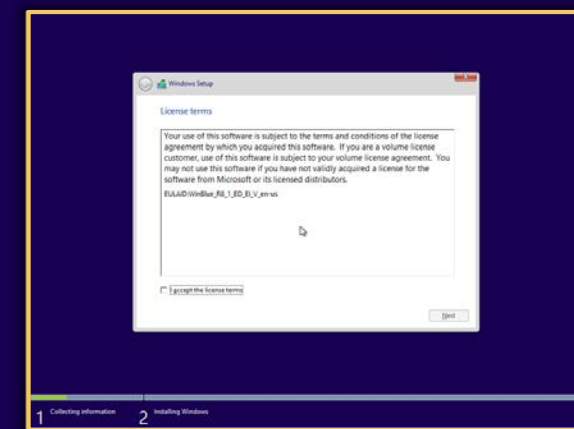 Windows Setup
License terms
Your use of this software is subject to the terms and conditions of the license
agreement by which you acquired this software. If you are a volume license
customer, use of this software is subject to your volume license agreement. You
may not use this software if you have not validly acquired a license for the
software from Microsoft or its licensed distributors.
EULAID:WinBlue_RS_1_ED_EI_V_en-us
I accept the license terms
Next
1 Collecting information 2 Installing Windows